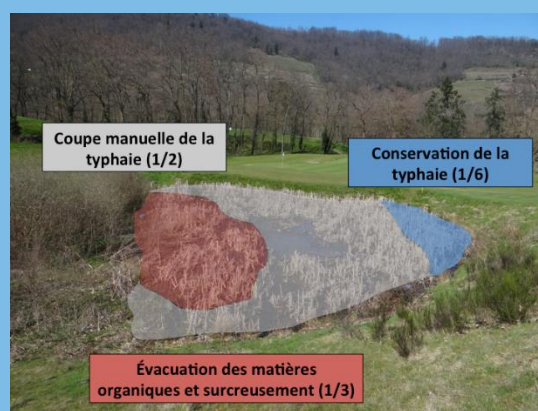 Coupe manuelle de la
typhaie (1/2)
Conservation de la
typhaie (1/6)
Évacuation des matières
organiques et surcreusement (1/3)